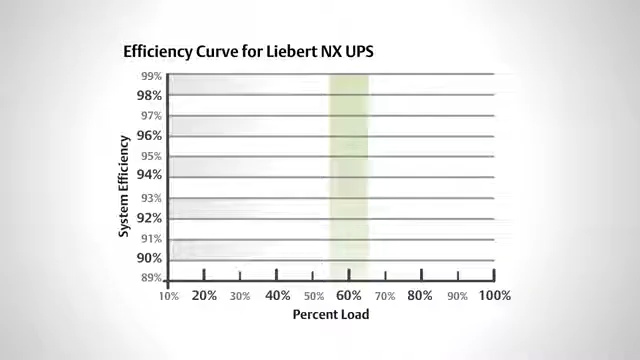 Efficiency Curve for Liebert NX UPS
99%
98%
97%
96%
95%
94%
93%
92%
91%
90%
89%
System Efficiency
10% 20% 30% 40% 50% 60% 70% 80% 90% 100%
Percent Load